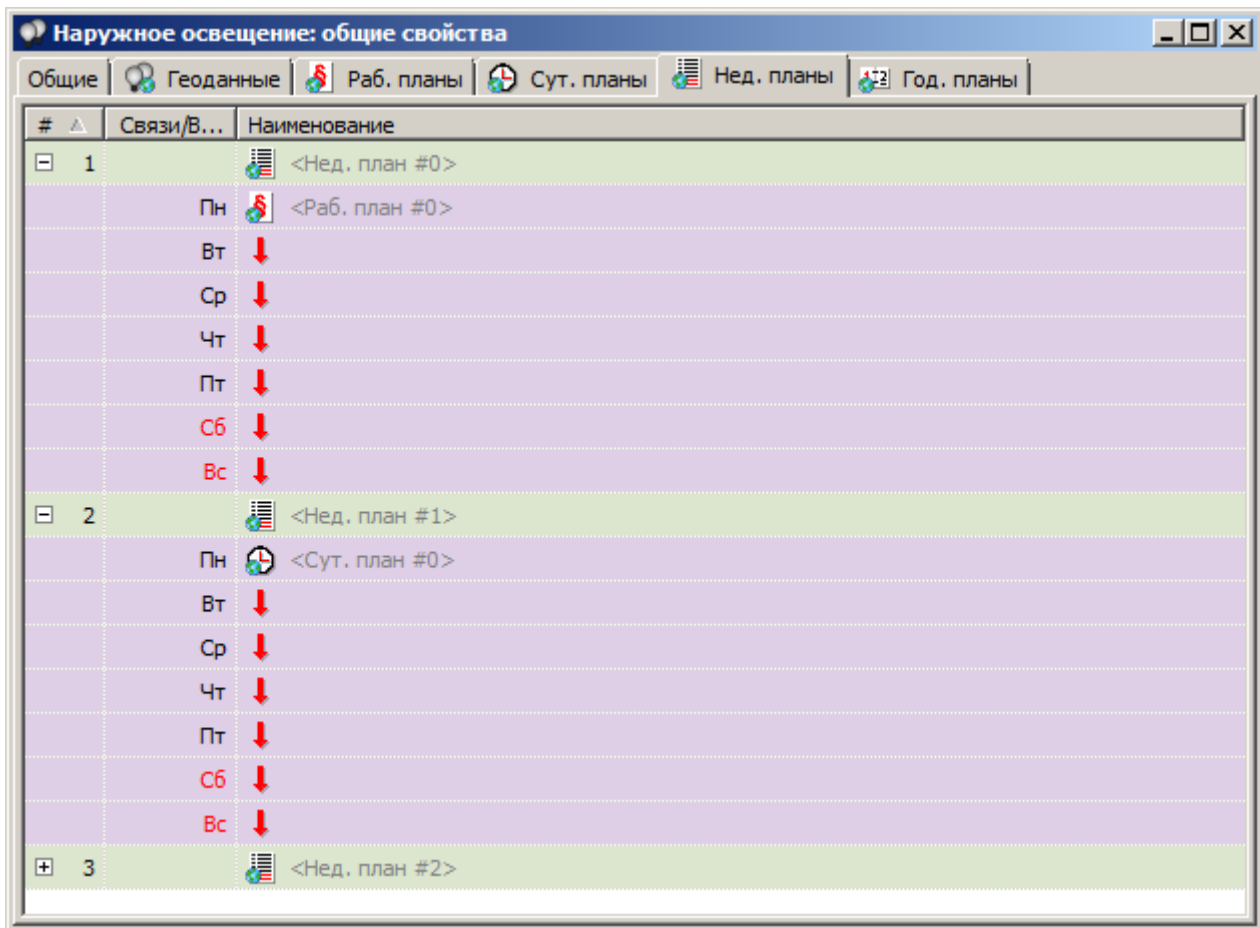 Наружное освещение: общие свойства
Общие Геоданные Раб. планы Сут. планы Нед. планы Год. планы
# Связи/В... Наименование
1 <Нед. план #0>
Пн <Раб. план #0>
Вт
Ср
Чт
Пт
Сб
Вс
2 <Нед. план #1>
Пн <Сут. план #0>
Вт
Ср
Чт
Пт
Сб
Вс
3 <Нед. план #2>